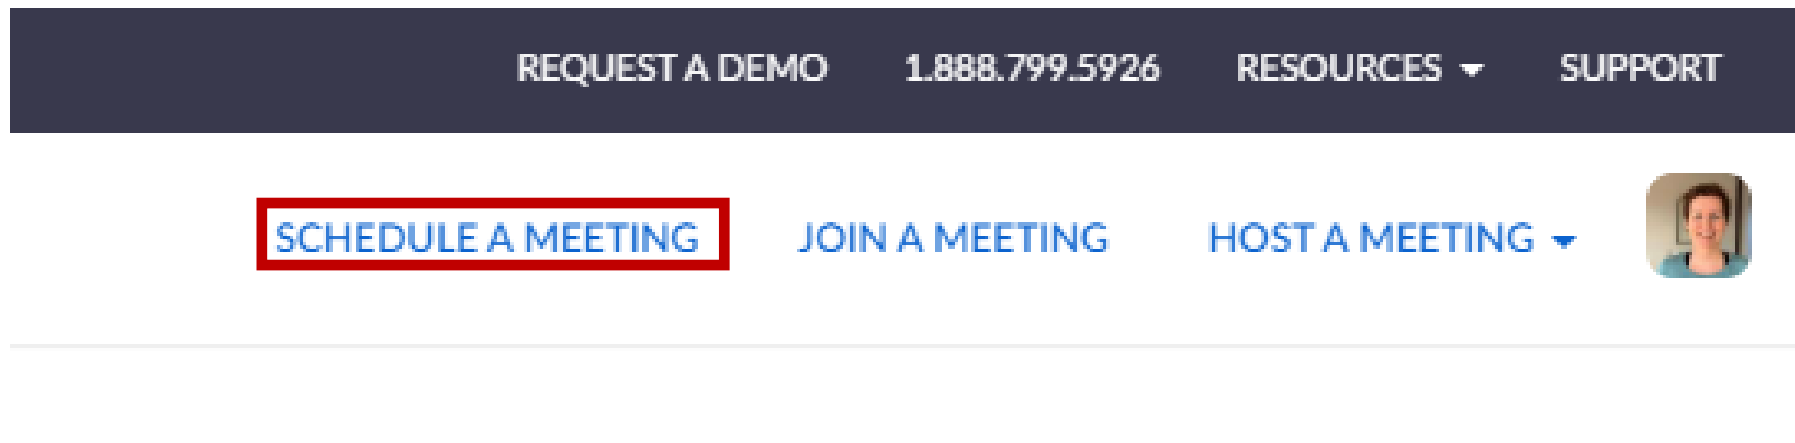 REQUEST A DEMO 1.888.799.5926 RESOURCES SUPPORT
SCHEDULE A MEETING JOIN A MEETING HOST A MEETING